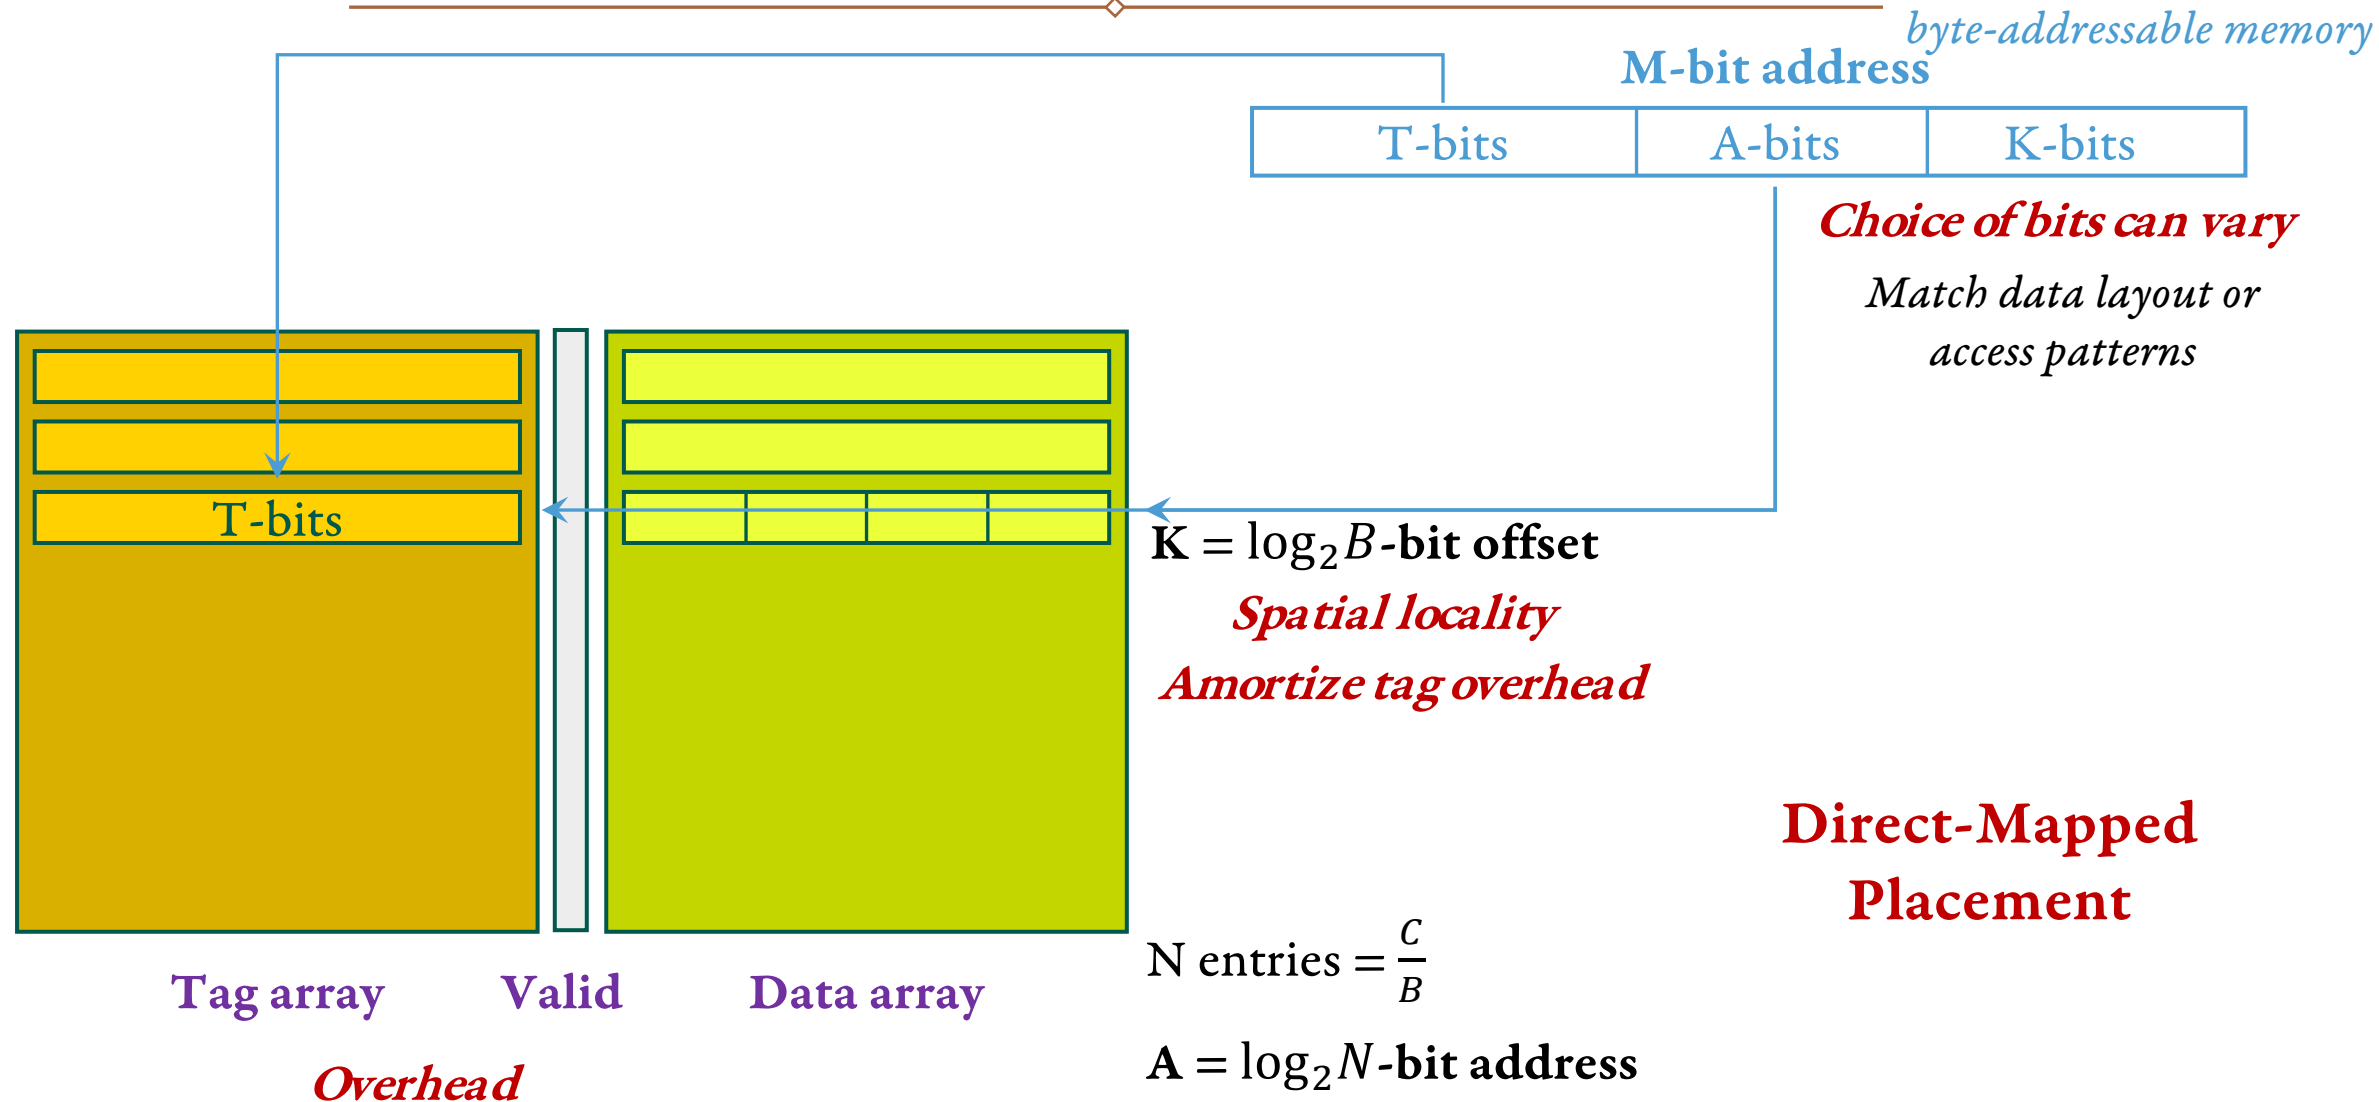 byte-addressable memory
M-bit address
T-bits A-bits K-bits
Choice of bits can vary
Match data layout or
access patterns
T-bits
K = log₂B-bit offset
Spatial locality
Amortize tag overhead
Direct-Mapped
Placement
N entries = C/B
Tag array Valid Data array
A = log₂N-bit address
Overhead